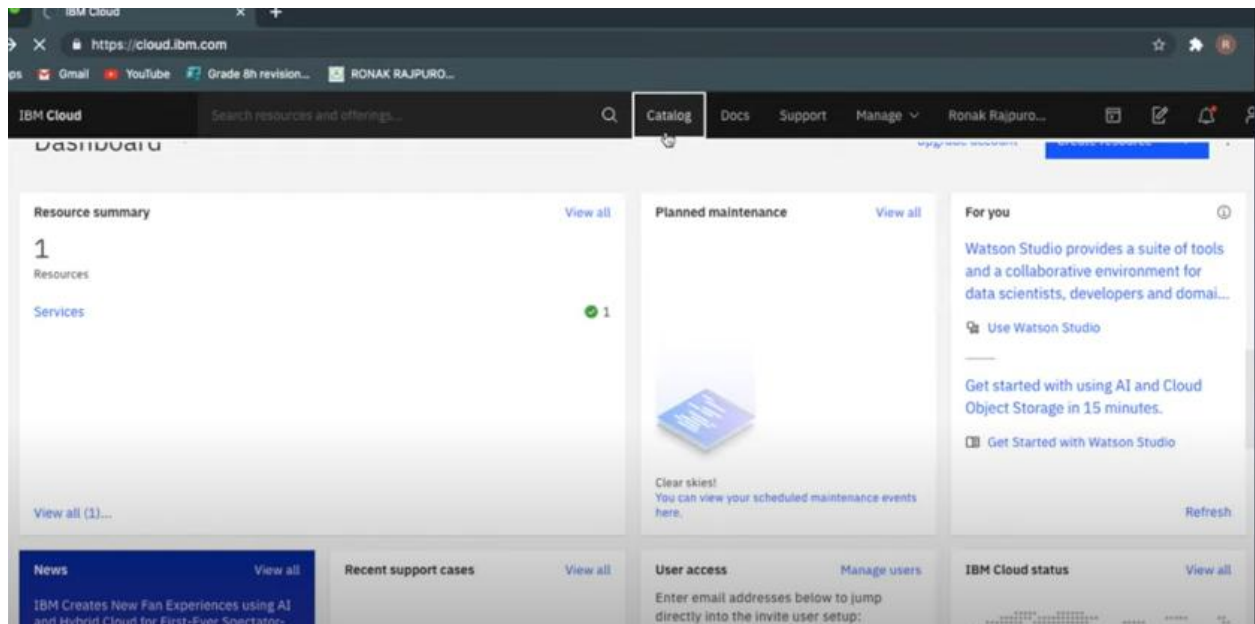 IBM Cloud
https://cloud.ibm.com
Gmail YouTube Grade 8h revision... RONAK RAJPURO...
IBM Cloud Search resources and offerings... Catalog Docs Support Manage Ronak Rajpuro...
Dashboard Upgrade account Create resource
Resource summary View all
1
Resources
Services 1
View all (1)...
Planned maintenance View all
Clear skies!
You can view your scheduled maintenance events
here.
For you
Watson Studio provides a suite of tools
and a collaborative environment for
data scientists, developers and domai...
Use Watson Studio
Get started with using AI and Cloud
Object Storage in 15 minutes.
Get Started with Watson Studio
Refresh
News View all
IBM Creates New Fan Experiences using AI
and Hybrid Cloud for First-Ever Spectator-
Recent support cases View all
User access Manage users
Enter email addresses below to jump
directly into the invite user setup:
IBM Cloud status View all